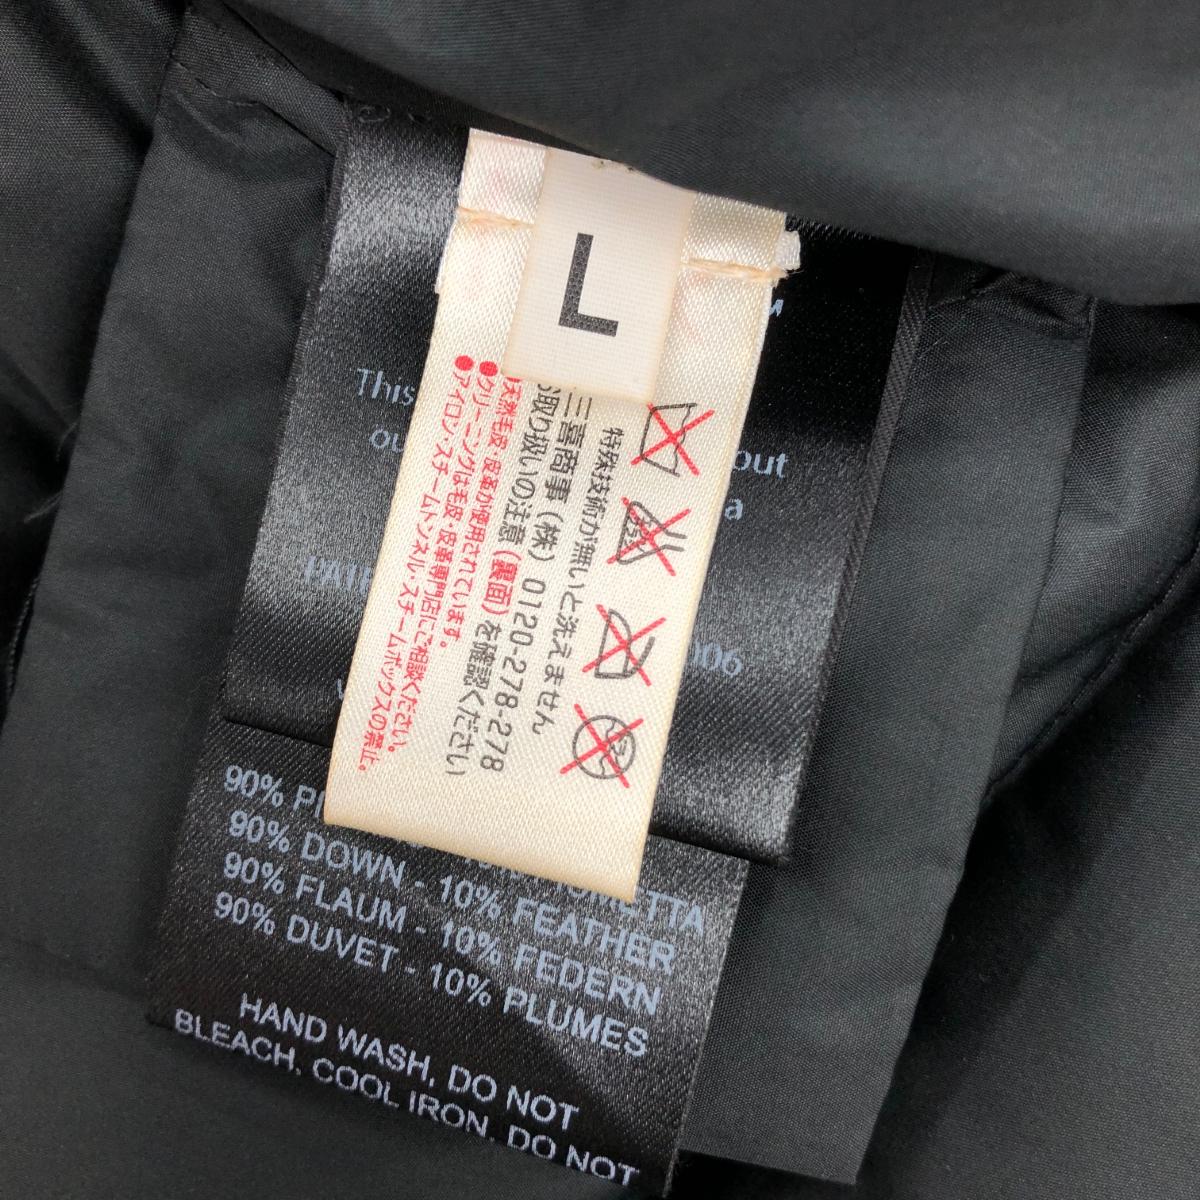 L
特殊技術が無いと洗えません
三喜商事（株） 0120-278-278
お取り扱いの注意（裏面）を確認ください
天然毛皮・皮革が使用されています。
●クリーニングは毛皮・皮革専門店にご相談ください。
●アイロン・スチームトンネル・スチームボックスの禁止。
This
out
a
006
90%
90% DOWN - 10% FEATHER
90% FLAUM - 10% FEDERN
90% DUVET - 10% PLUMES
HAND WASH, DO NOT
BLEACH, COOL IRON, DO NOT